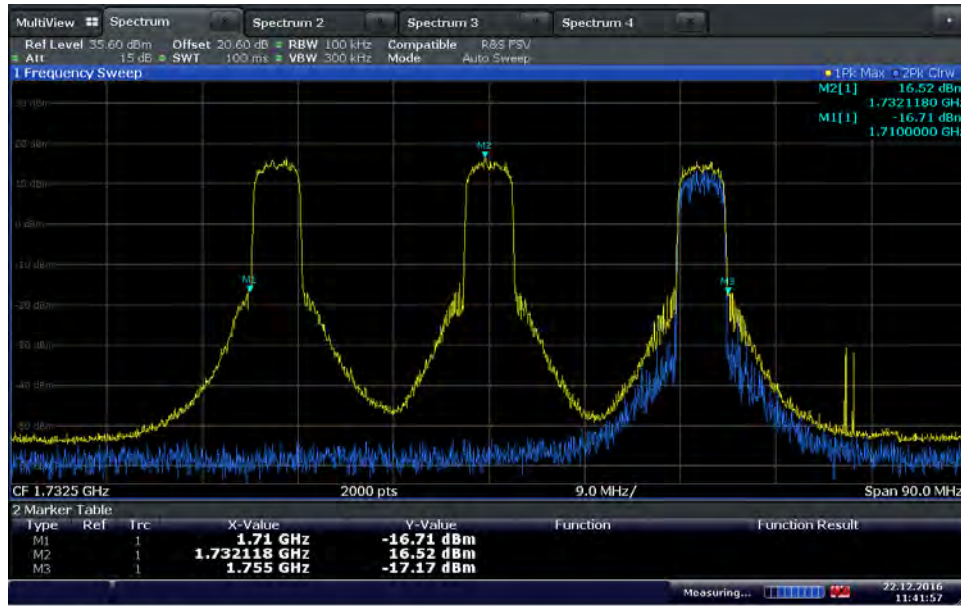 MultiView Spectrum Spectrum 2 Spectrum 3 Spectrum 4
Ref Level 35.60 dBm Offset 20.60 dB RBW 100 kHz Compatible R&S FSV
Att 15 dB SWT 100 ms VBW 300 kHz Mode Auto Sweep
1 Frequency Sweep 1Pk Max 2Pk Clrw
M2[1] 16.52 dBm
1.7321180 GHz
M1[1] -16.71 dBm
1.7100000 GHz
30 dBm
20 dBm
M2
10 dBm
0 dBm
-10 dBm
M1 M3
-20 dBm
-30 dBm
-40 dBm
-50 dBm
CF 1.7325 GHz 2000 pts 9.0 MHz/ Span 90.0 MHz
2 Marker Table
Type Ref Trc X-Value Y-Value Function Function Result
M1 1 1.71 GHz -16.71 dBm
M2 1 1.732118 GHz 16.52 dBm
M3 1 1.755 GHz -17.17 dBm
Measuring... 22.12.2016
11:41:57